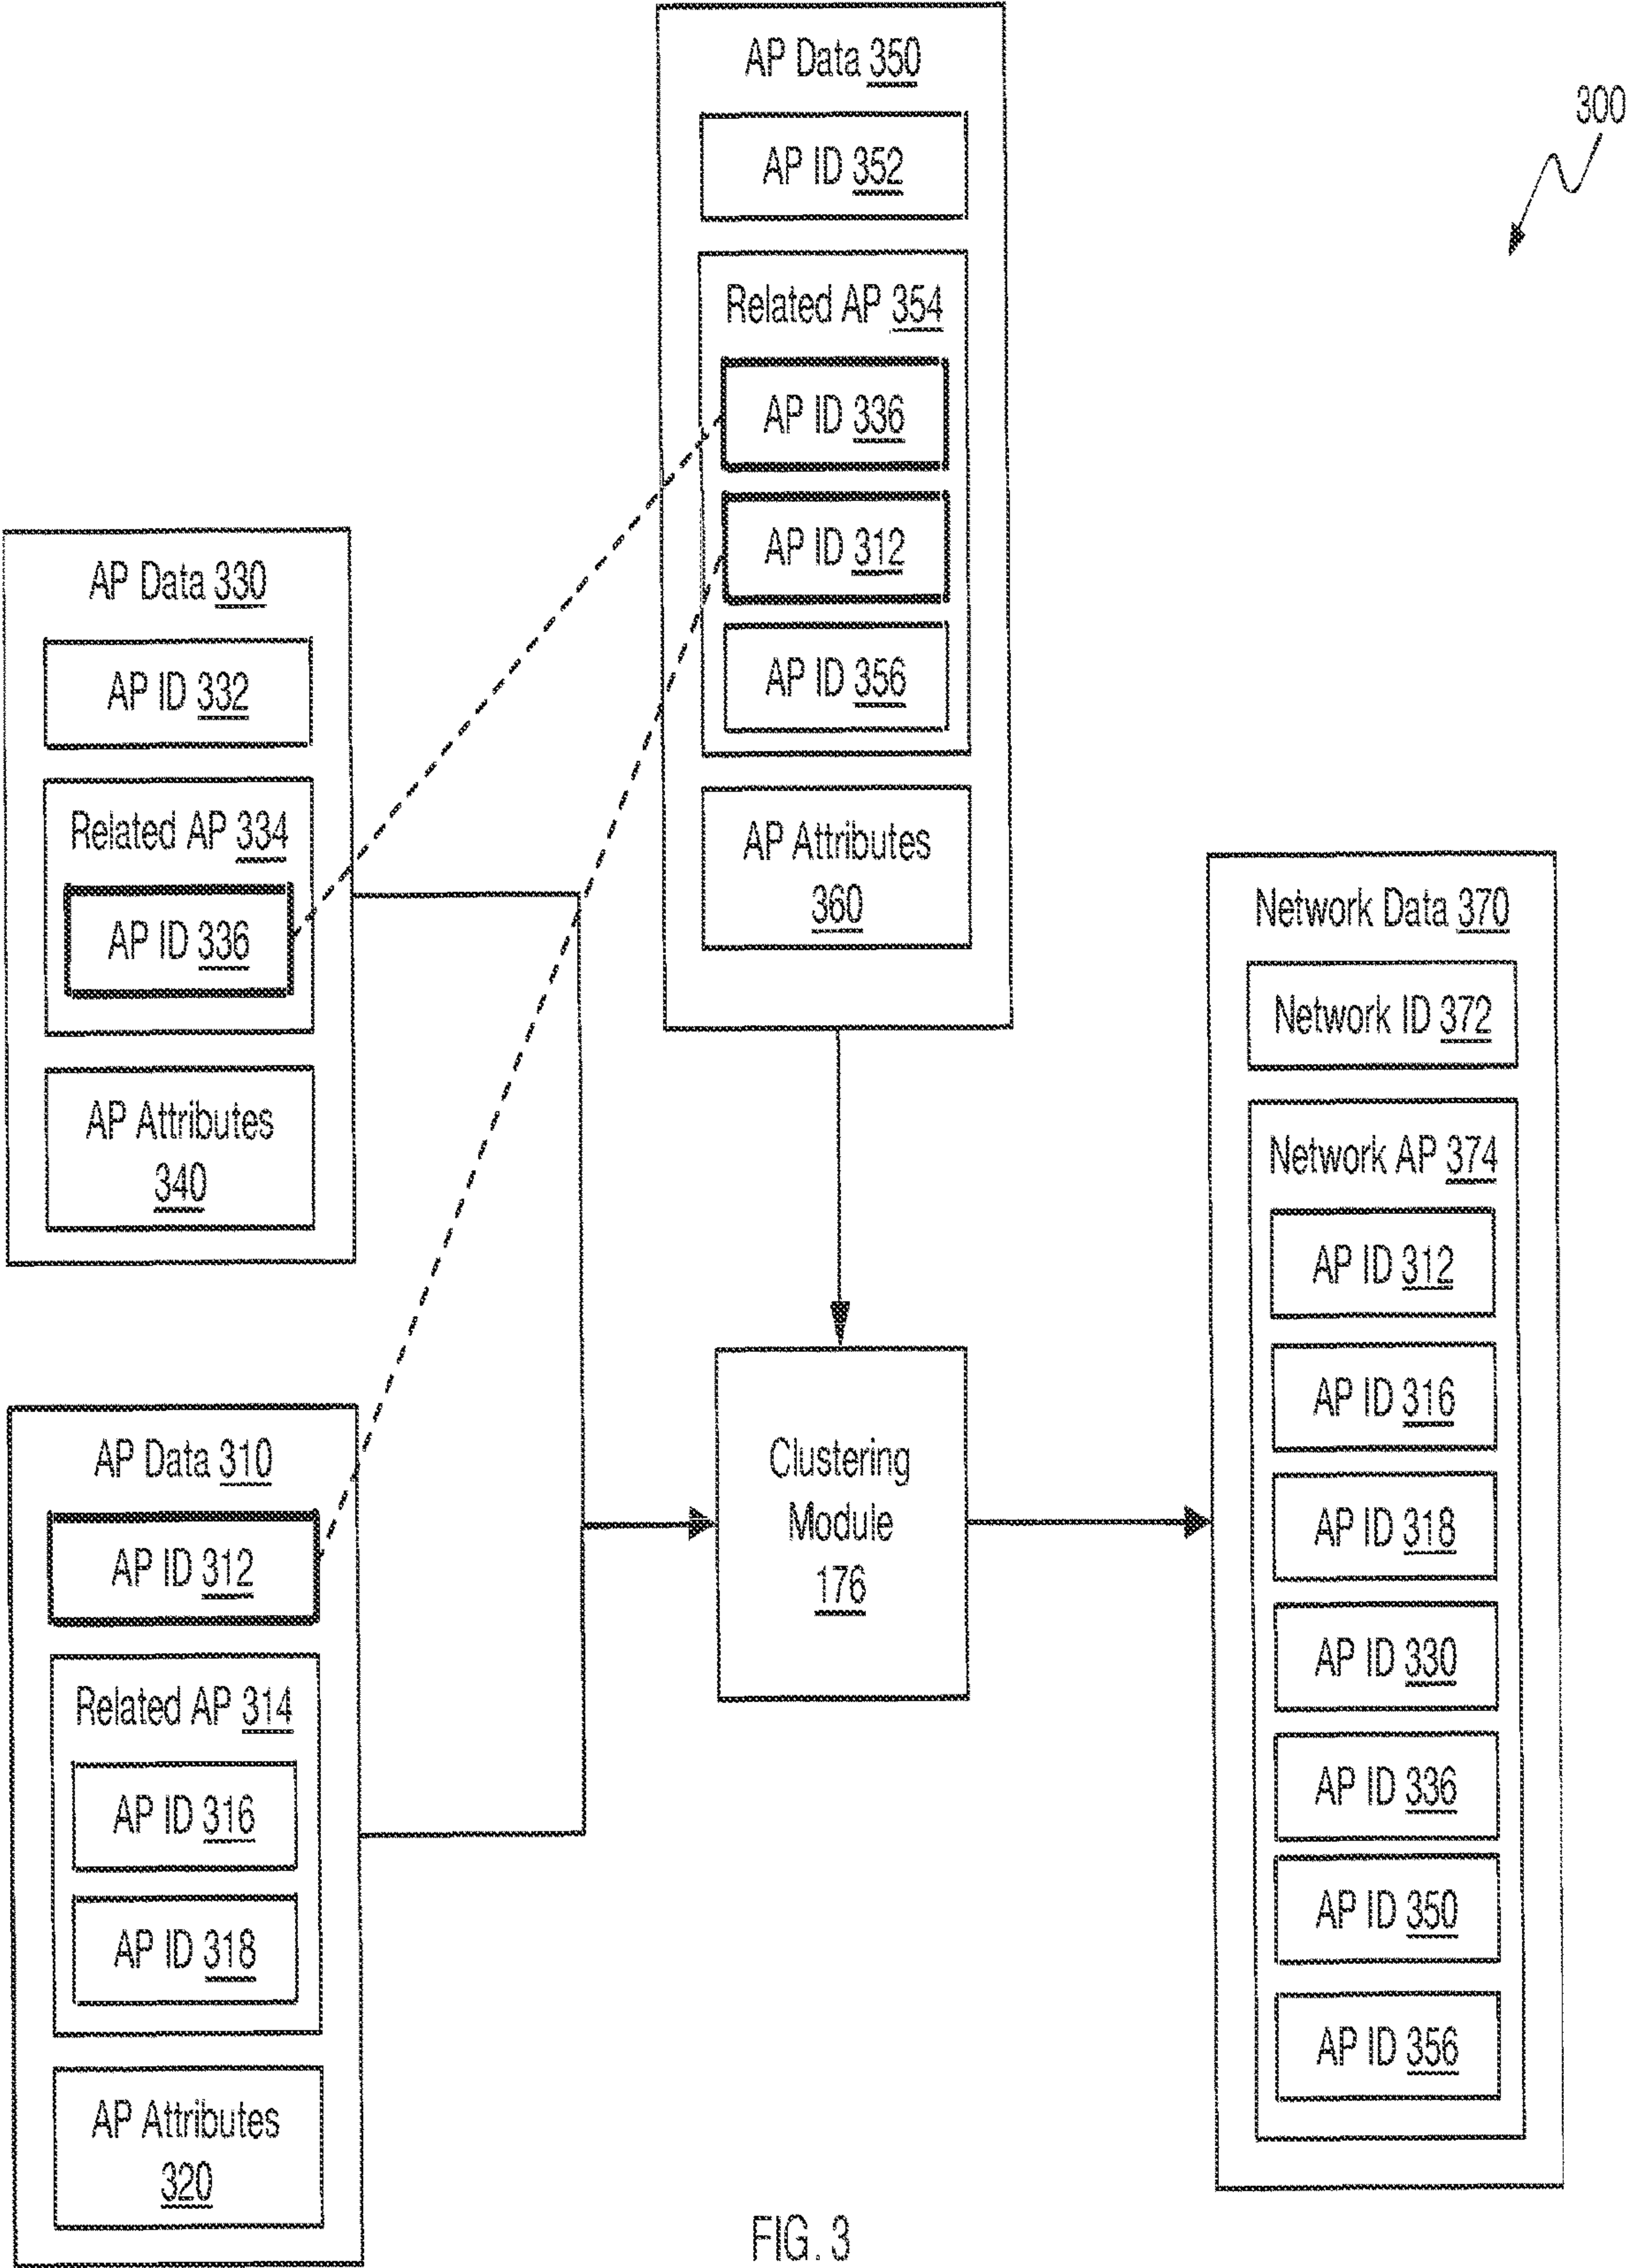 AP Data 350
AP ID 352
Related AP 354
AP ID 336
AP ID 312
AP ID 356
AP Attributes
360
300
AP Data 330
AP ID 332
Related AP 334
AP ID 336
AP Attributes
340
AP Data 310
AP ID 312
Related AP 314
AP ID 316
AP ID 318
AP Attributes
320
Clustering
Module
176
Network Data 370
Network ID 372
Network AP 374
AP ID 312
AP ID 316
AP ID 318
AP ID 330
AP ID 336
AP ID 350
AP ID 356
FIG. 3